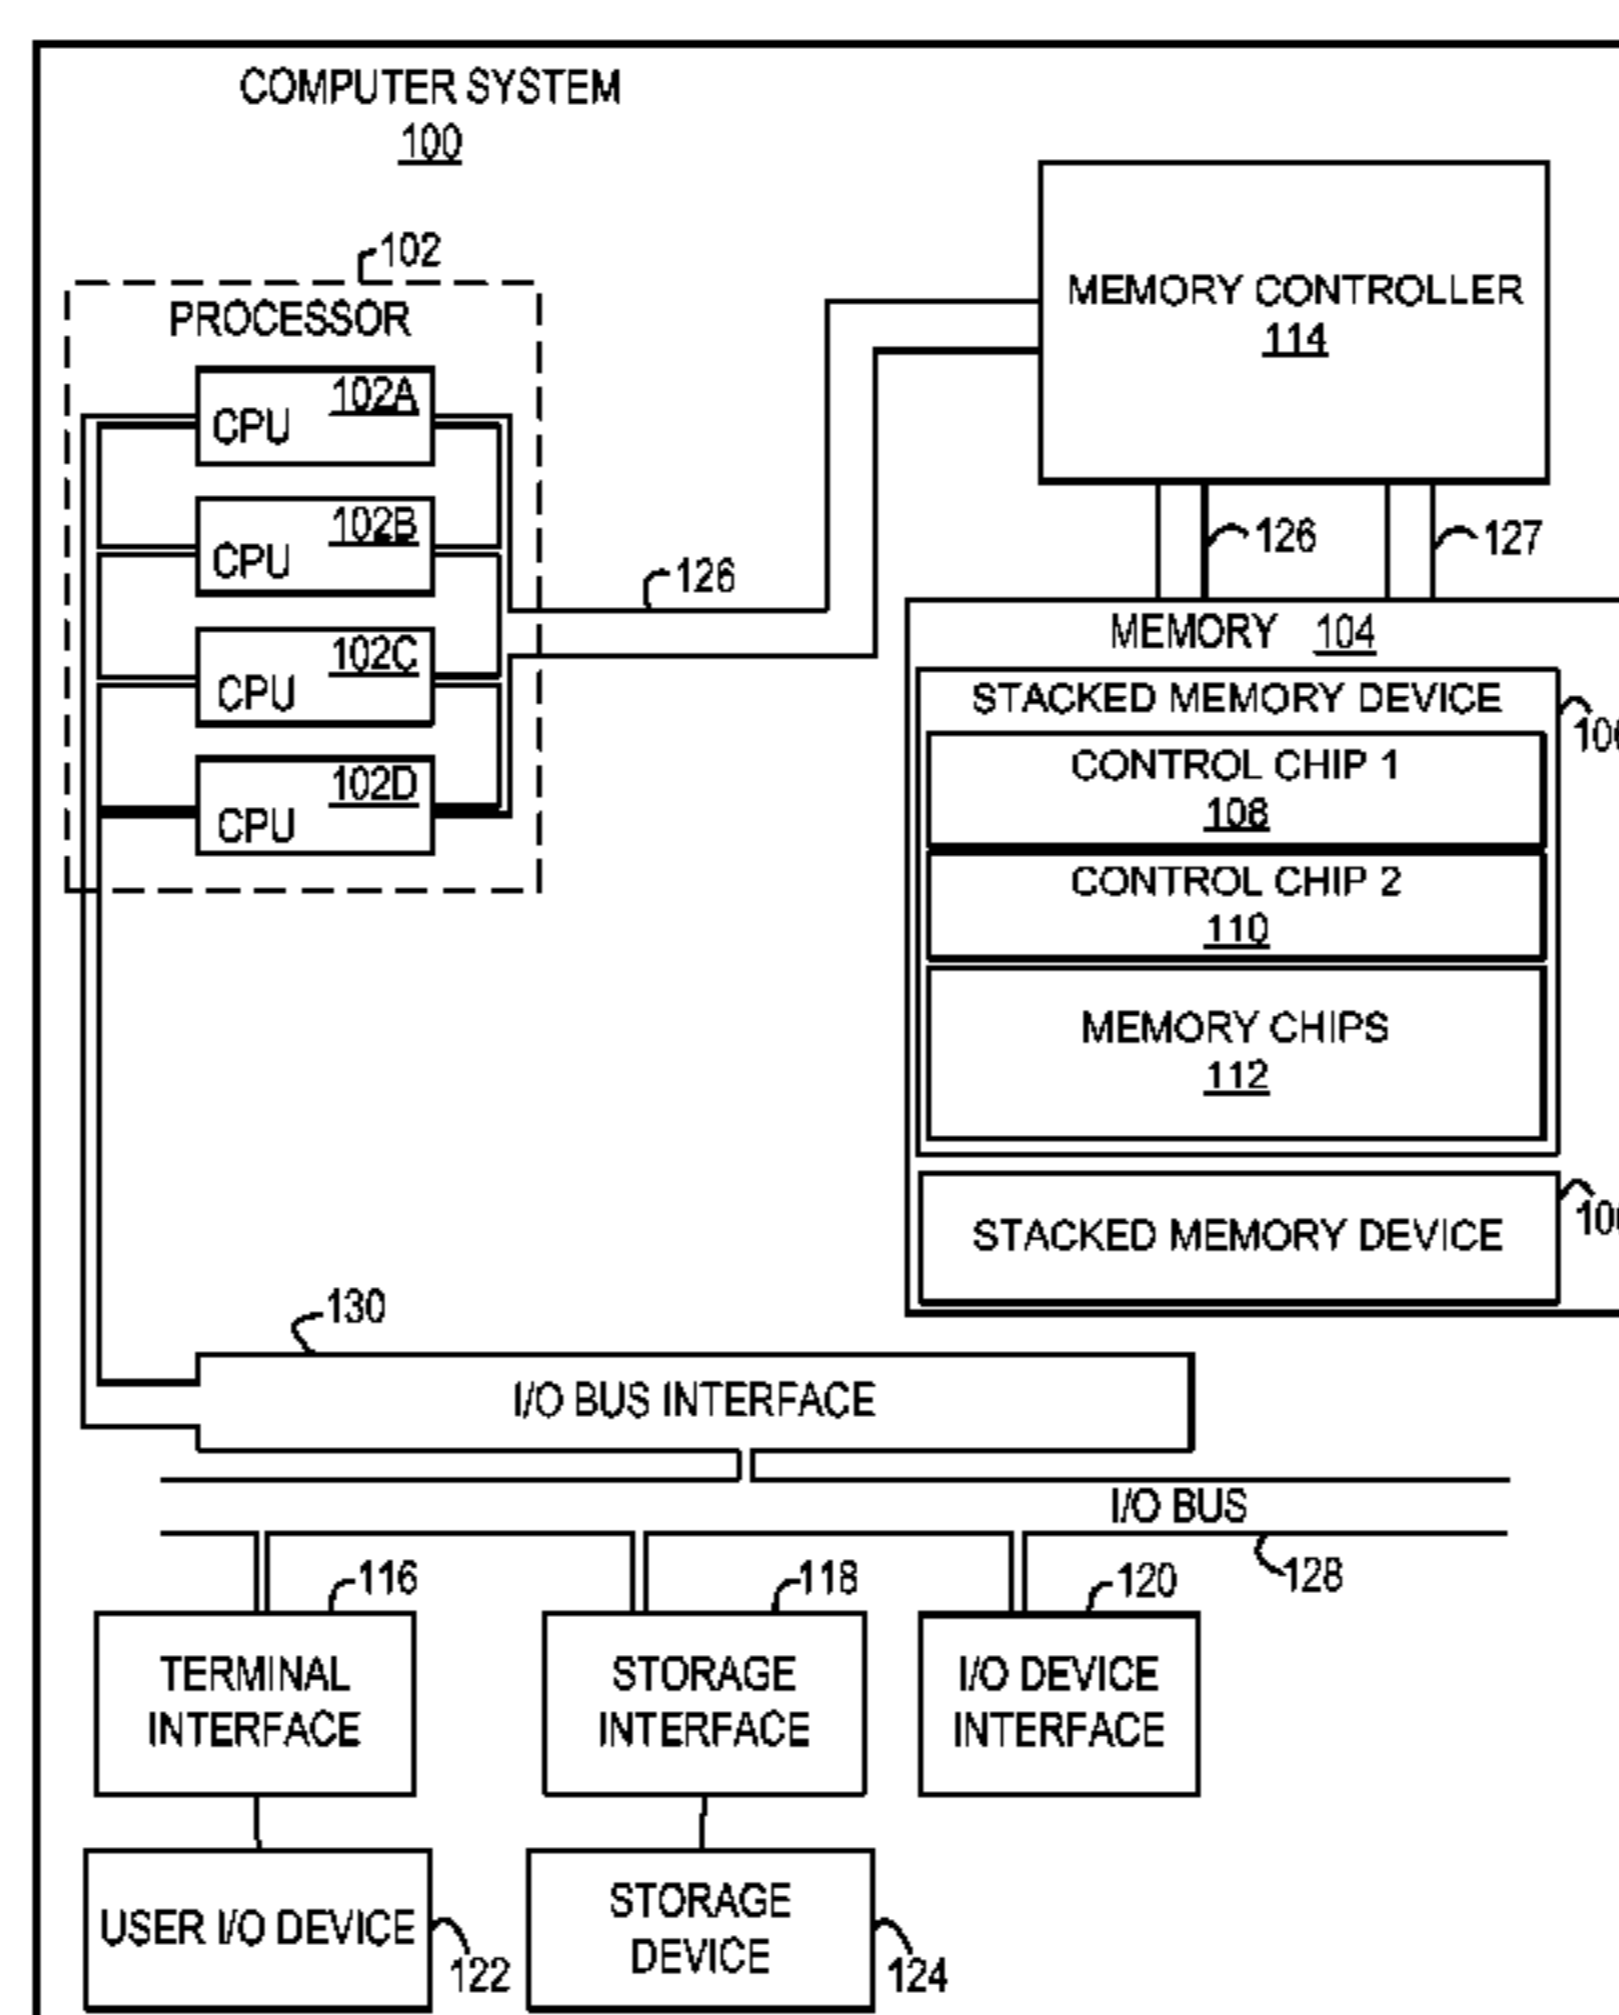 COMPUTER SYSTEM
100
102
PROCESSOR
102A
CPU
102B
CPU
102C
CPU
102D
CPU
126
MEMORY CONTROLLER
114
126
127
MEMORY 104
STACKED MEMORY DEVICE
CONTROL CHIP 1
108
CONTROL CHIP 2
110
MEMORY CHIPS
112
STACKED MEMORY DEVICE
130
I/O BUS INTERFACE
I/O BUS
128
116
118
120
TERMINAL
INTERFACE
STORAGE
INTERFACE
I/O DEVICE
INTERFACE
USER I/O DEVICE
122
STORAGE
DEVICE
124